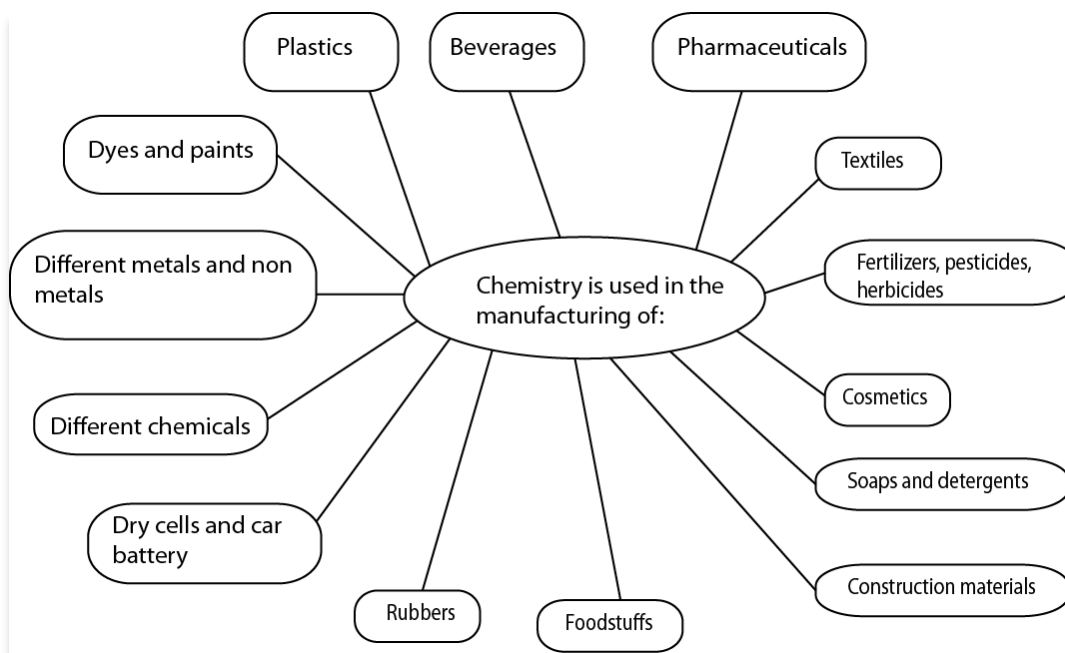 Plastics
Beverages
Pharmaceuticals
Dyes and paints
Textiles
Different metals and non
metals
Chemistry is used in the
manufacturing of:
Fertilizers, pesticides,
herbicides
Different chemicals
Cosmetics
Soaps and detergents
Dry cells and car
battery
Construction materials
Rubbers
Foodstuffs